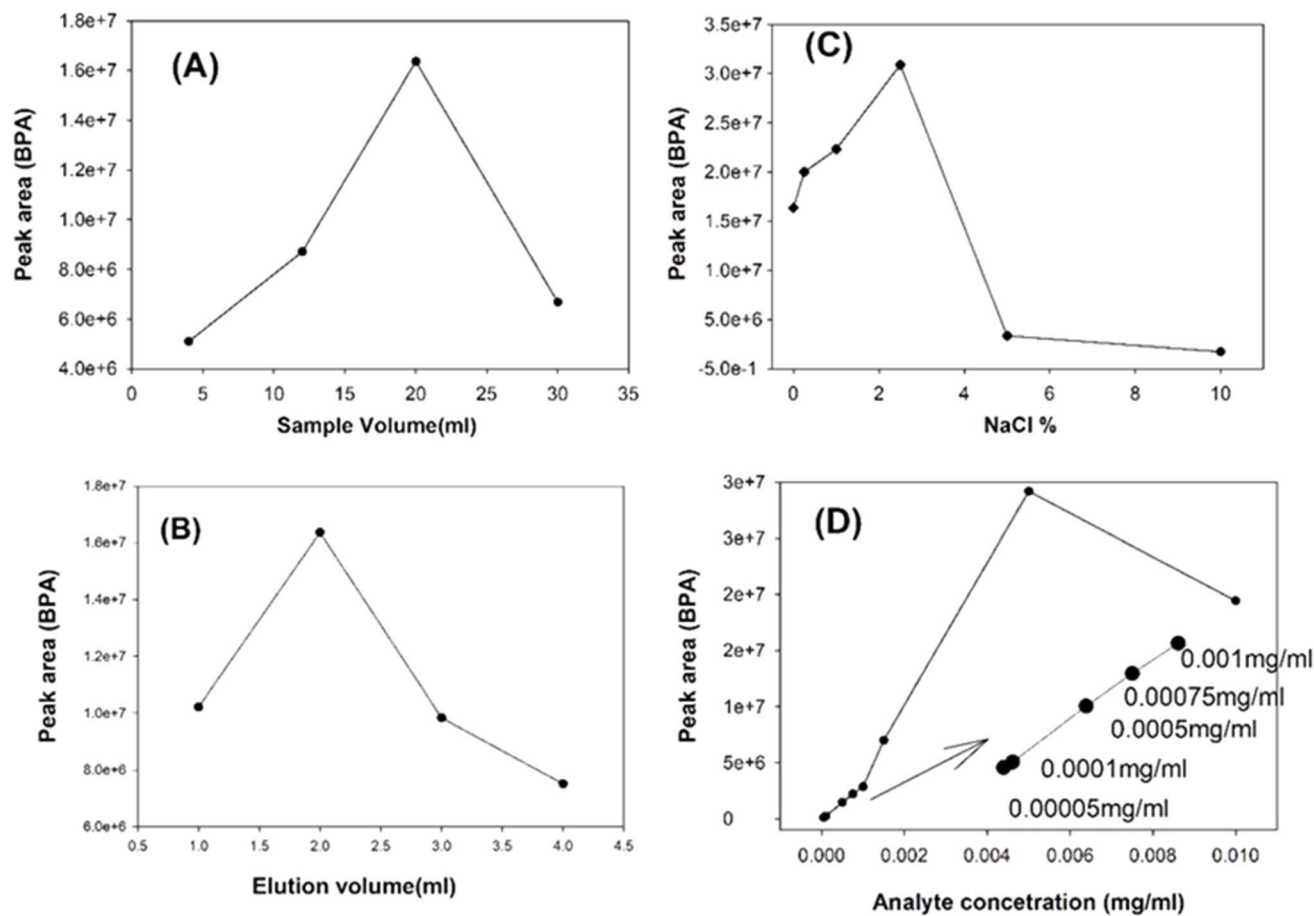 (A)
Peak area (BPA)
1.8e+7
1.6e+7
1.4e+7
1.2e+7
1.0e+7
8.0e+6
6.0e+6
4.0e+6
0 5 10 15 20 25 30 35
Sample Volume(ml)
(C)
Peak area (BPA)
3.5e+7
3.0e+7
2.5e+7
2.0e+7
1.5e+7
1.0e+7
5.0e+6
-5.0e-1
0 2 4 6 8 10
NaCl %
(B)
Peak area (BPA)
1.8e+7
1.6e+7
1.4e+7
1.2e+7
1.0e+7
8.0e+6
6.0e+6
0.5 1.0 1.5 2.0 2.5 3.0 3.5 4.0 4.5
Elution volume(ml)
(D)
Peak area (BPA)
3e+7
3e+7
2e+7
2e+7
1e+7
5e+6
0
0.001mg/ml
0.00075mg/ml
0.0005mg/ml
0.0001mg/ml
0.00005mg/ml
0.000 0.002 0.004 0.006 0.008 0.010
Analyte concetration (mg/ml)